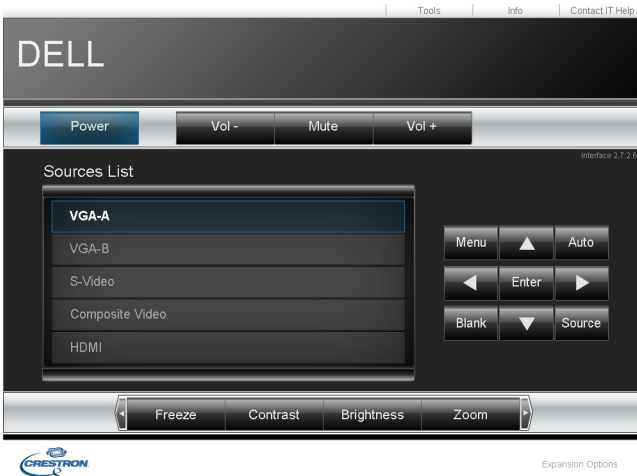 Tools Info Contact IT Help
DELL
Power Vol - Mute Vol +
Interface 2.7.2.6
Sources List
VGA-A
VGA-B
S-Video
Composite Video
HDMI
Menu Auto
Enter
Blank Source
Freeze Contrast Brightness Zoom
CRESTRON
Expansion Options